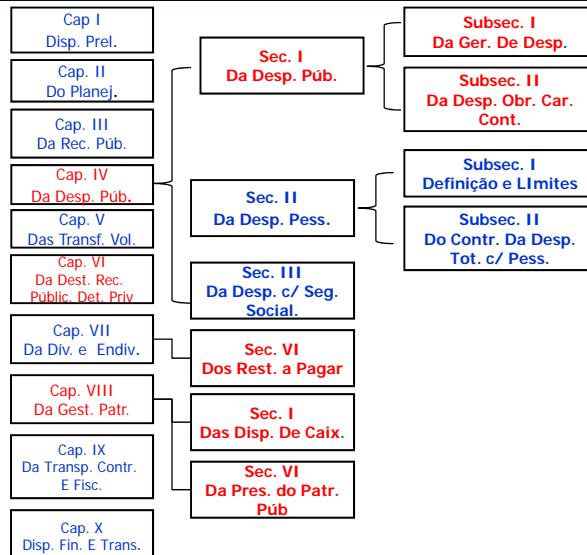 Cap I
Disp. Prel.
Cap. II
Do Planej.
Cap. III
Da Rec. Púb.
Cap. IV
Da Desp. Púb.
Cap. V
Das Transf. Vol.
Cap. VI
Da Dest. Rec.
Públic. Det. Priv
Cap. VII
Da Dív. e Endiv.
Cap. VIII
Da Gest. Patr.
Cap. IX
Da Transp. Contr.
E Fisc.
Cap. X
Disp. Fin. E Trans.
Sec. I
Da Desp. Púb.
Sec. II
Da Desp. Pess.
Sec. III
Da Desp. c/ Seg.
Social.
Sec. VI
Dos Rest. a Pagar
Sec. I
Das Disp. De Caix.
Sec. VI
Da Pres. do Patr.
Púb
Subsec. I
Da Ger. De Desp.
Subsec. II
Da Desp. Obr. Car.
Cont.
Subsec. I
Definição e LImites
Subsec. II
Do Contr. Da Desp.
Tot. c/ Pess.